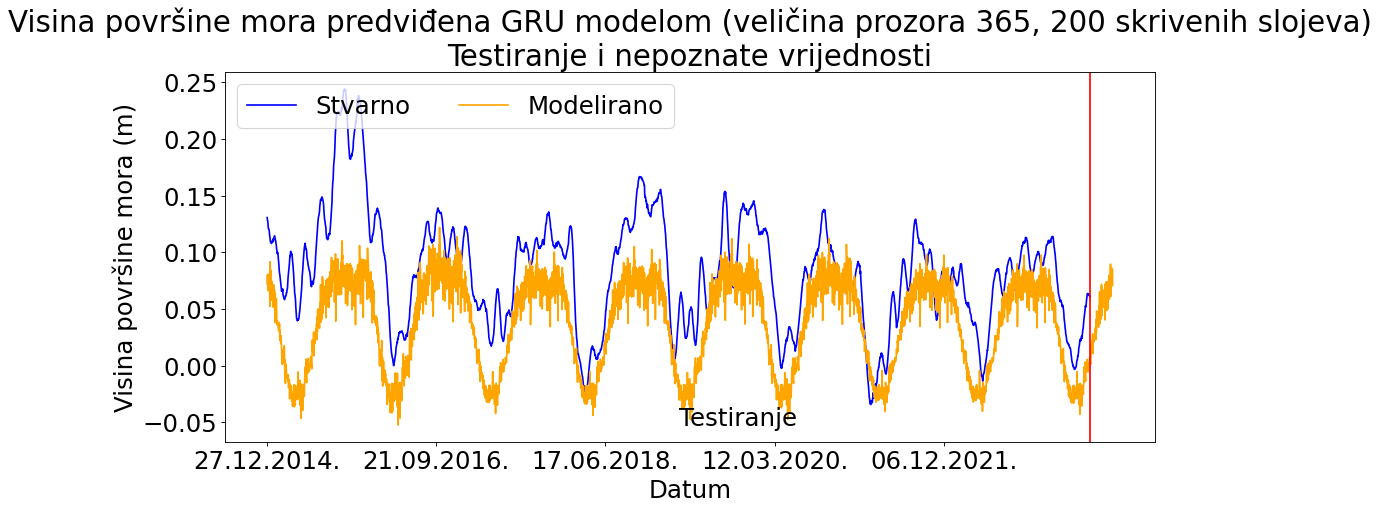 Visina površine mora predviđena GRU modelom (veličina prozora 365, 200 skrivenih slojeva)
Testiranje i nepoznate vrijednosti
Stvarno
Modelirano
Visina površine mora (m)
0.25
0.20
0.15
0.10
0.05
0.00
−0.05
Testiranje
27.12.2014.
21.09.2016.
17.06.2018.
12.03.2020.
06.12.2021.
Datum